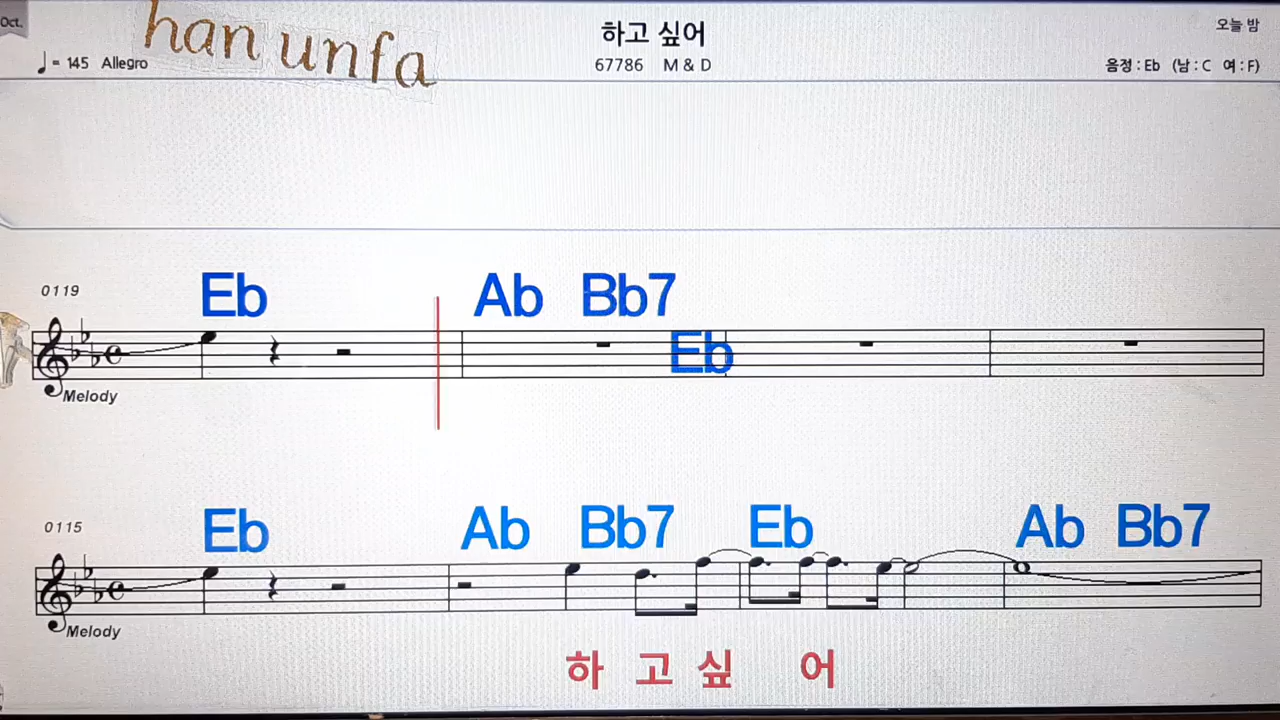 Oct.
han unfa
하고 싶어
오늘 밤
♩= 145 Allegro
67786 M & D
음정 : Eb (남 : C 여 : F)
0119
Eb Ab Bb7
Eb
Melody
0115
Eb Ab Bb7 Eb Ab Bb7
Melody
하 고 싶 어